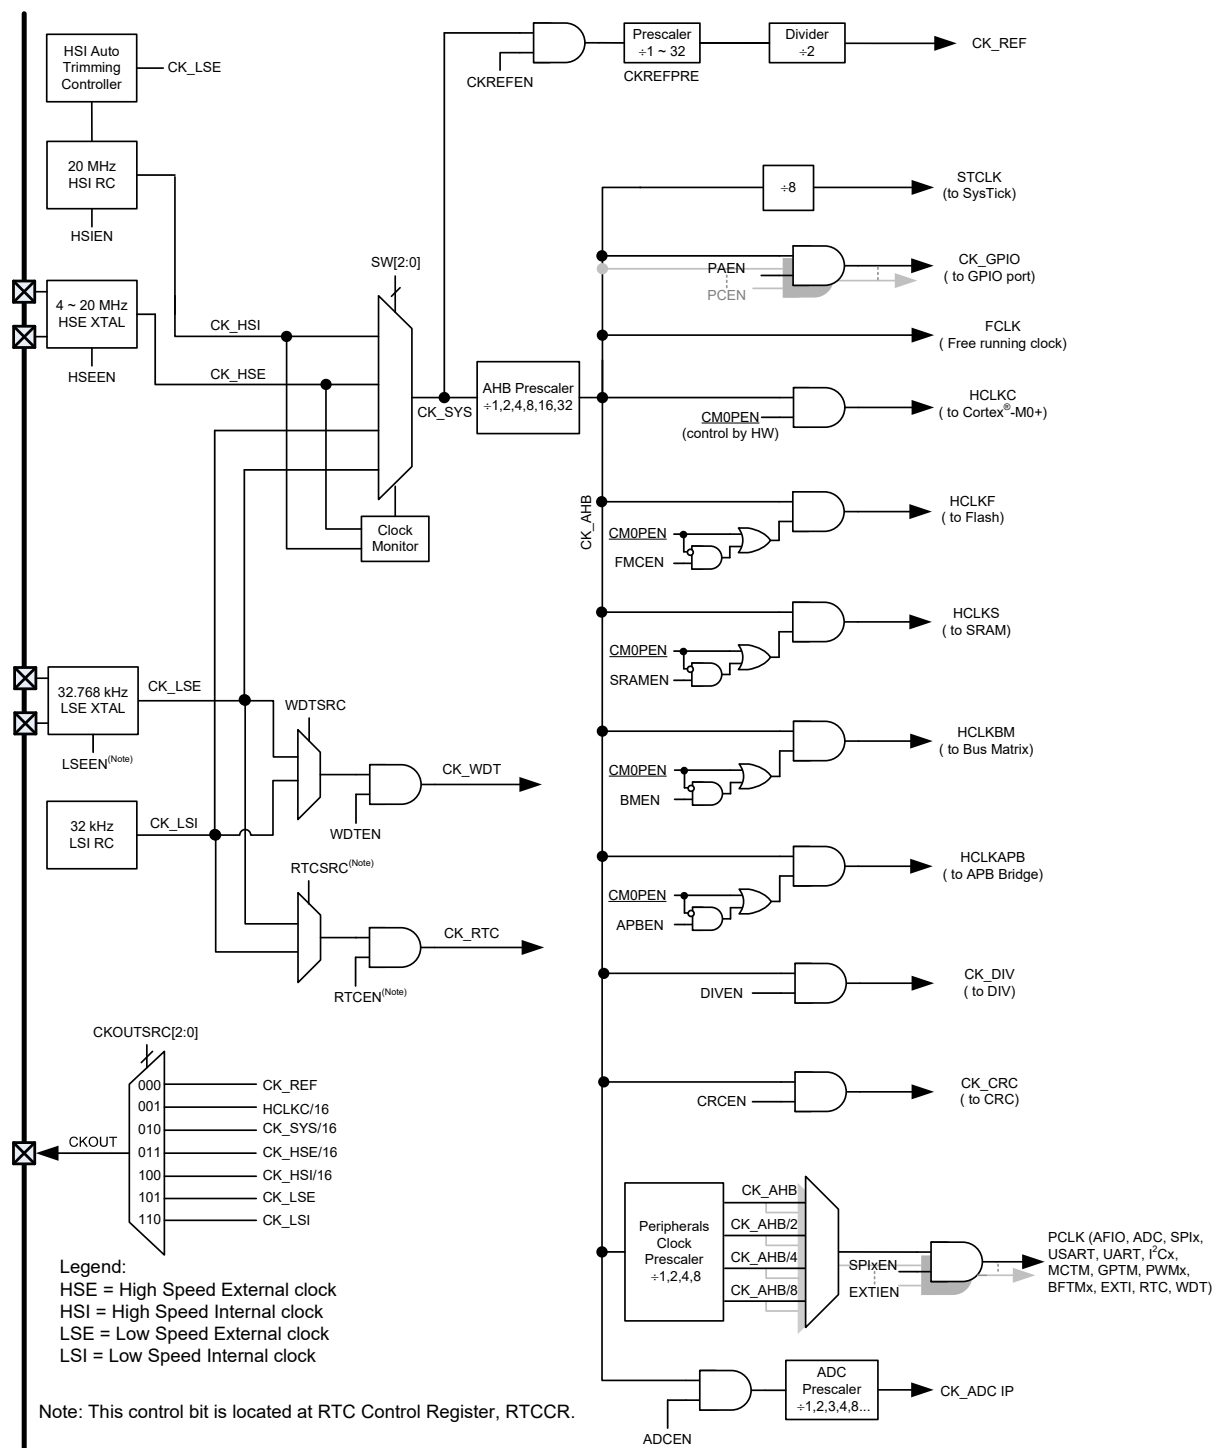 HSI Auto
Trimming
Controller
CK_LSE
20 MHz
HSI RC
HSIEN
4 ~ 20 MHz
HSE XTAL
HSEEN
CK_HSI
CK_HSE
SW[2:0]
CK_SYS
Clock
Monitor
CKREFEN
Prescaler
÷1 ~ 32
CKREFPRE
Divider
÷2
CK_REF
AHB Prescaler
÷1,2,4,8,16,32
CK_AHB
÷8
STCLK
(to SysTick)
PAEN
PCEN
CK_GPIO
( to GPIO port)
FCLK
( Free running clock)
CM0PEN
(control by HW)
HCLKC
( to Cortex®-M0+)
CM0PEN
FMCEN
HCLKF
( to Flash)
CM0PEN
SRAMEN
HCLKS
( to SRAM)
CM0PEN
BMEN
HCLKBM
( to Bus Matrix)
CM0PEN
APBEN
HCLKAPB
( to APB Bridge)
DIVEN
CK_DIV
( to DIV)
CRCEN
CK_CRC
( to CRC)
Peripherals
Clock
Prescaler
÷1,2,4,8
CK_AHB
CK_AHB/2
CK_AHB/4
CK_AHB/8
SPIxEN
EXTIEN
PCLK (AFIO, ADC, SPIx,
USART, UART, I²Cx,
MCTM, GPTM, PWMx,
BFTMx, EXTI, RTC, WDT)
ADCEN
ADC
Prescaler
÷1,2,3,4,8...
CK_ADC IP
32.768 kHz
LSE XTAL
LSEEN(Note)
CK_LSE
32 kHz
LSI RC
CK_LSI
WDTSRC
WDTEN
CK_WDT
RTCSRC(Note)
RTCEN(Note)
CK_RTC
CKOUTSRC[2:0]
CKOUT
000 CK_REF
001 HCLKC/16
010 CK_SYS/16
011 CK_HSE/16
100 CK_HSI/16
101 CK_LSE
110 CK_LSI
Legend:
HSE = High Speed External clock
HSI = High Speed Internal clock
LSE = Low Speed External clock
LSI = Low Speed Internal clock
Note: This control bit is located at RTC Control Register, RTCCR.